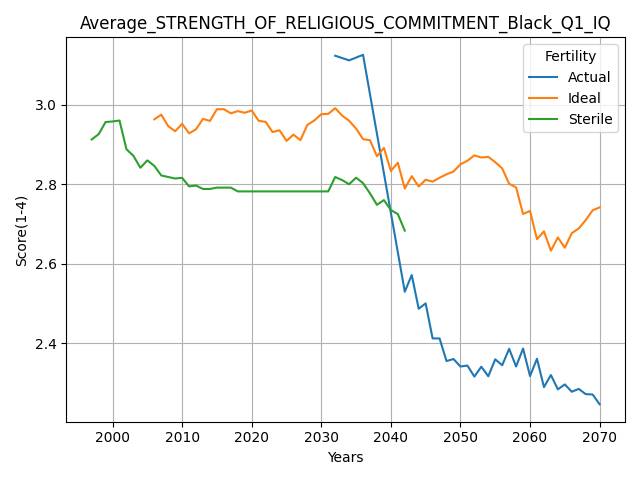 Average_STRENGTH_OF_RELIGIOUS_COMMITMENT_Black_Q1_IQ
Fertility
Actual
Ideal
Sterile
Score(1-4)
3.0
2.8
2.6
2.4
2000 2010 2020 2030 2040 2050 2060 2070
Years